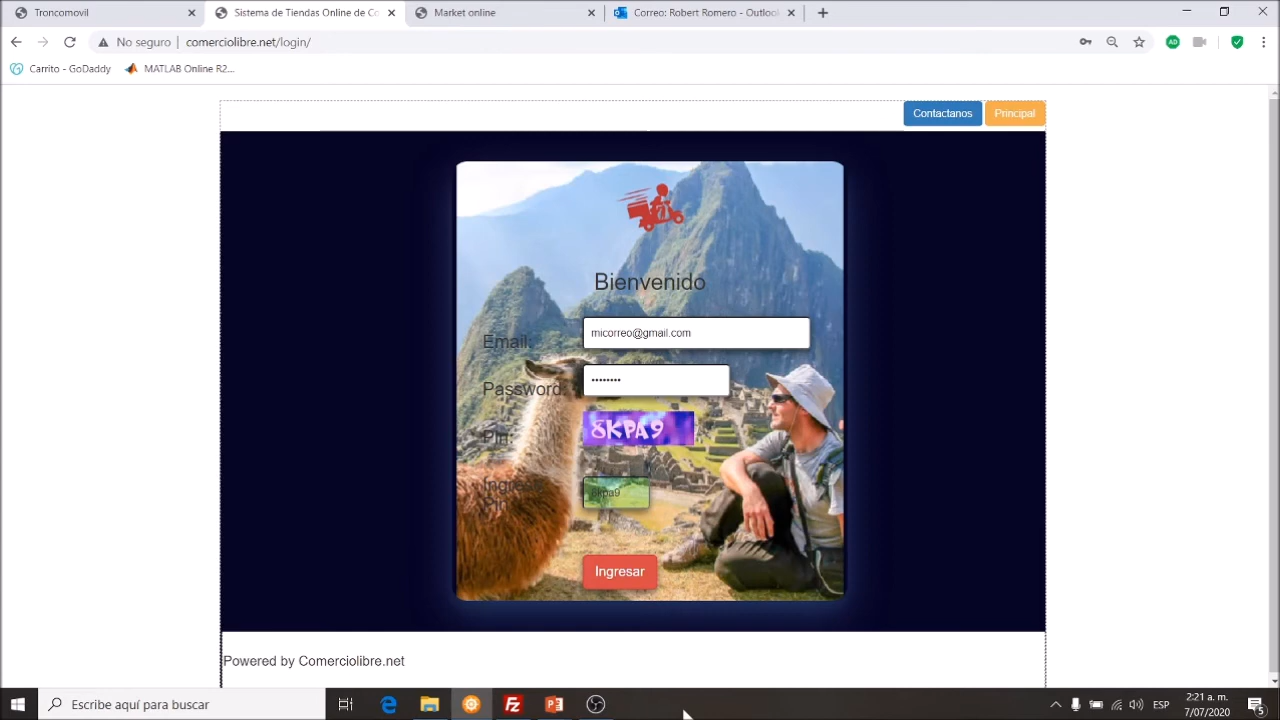 Troncomovil
Sistema de Tiendas Online de Co
Market online
Correo: Robert Romero - Outlook
No seguro
comerciolibre.net/login/
Carrito - GoDaddy
MATLAB Online R2...
Contactanos
Principal
Bienvenido
Email:
micorreo@gmail.com
Password:
••••••••
Pin:
8KPA9
Pin
8kpa9
Ingresar
Powered by Comerciolibre.net
Escribe aquí para buscar
ESP
2:21 a. m.
7/07/2020
5